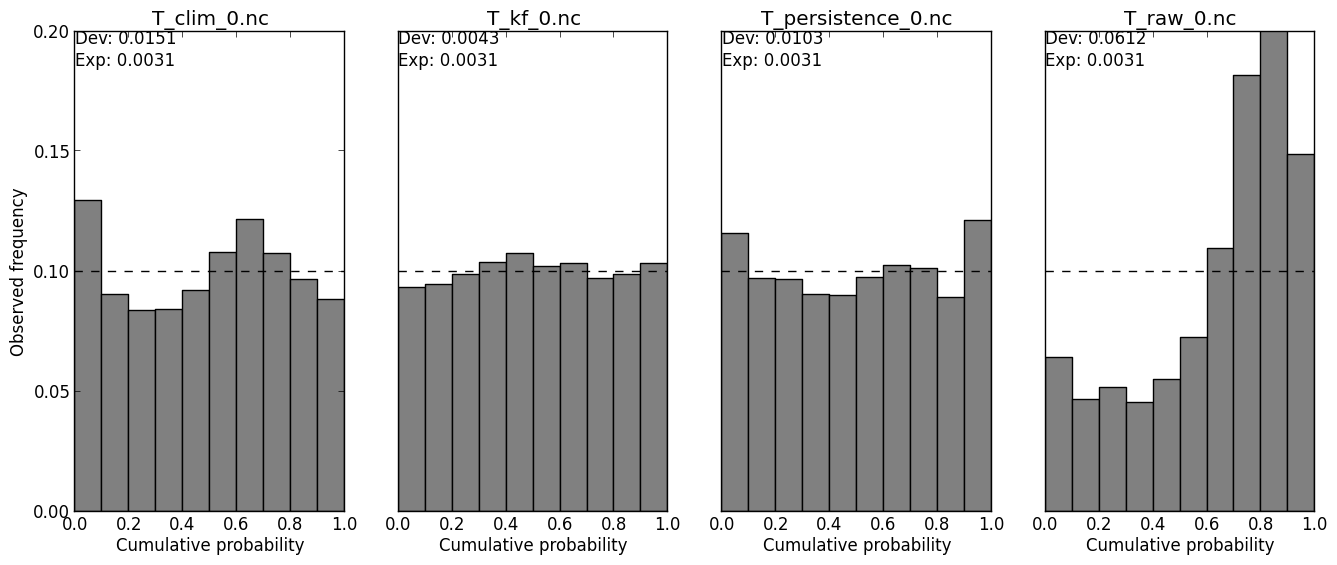 T_clim_0.nc
T_kf_0.nc
T_persistence_0.nc
T_raw_0.nc
Dev: 0.0151
Exp: 0.0031
Dev: 0.0043
Exp: 0.0031
Dev: 0.0103
Exp: 0.0031
Dev: 0.0612
Exp: 0.0031
Observed frequency
0.20
0.15
0.10
0.05
0.00
0.0 0.2 0.4 0.6 0.8 1.0
Cumulative probability
0.0 0.2 0.4 0.6 0.8 1.0
Cumulative probability
0.0 0.2 0.4 0.6 0.8 1.0
Cumulative probability
0.0 0.2 0.4 0.6 0.8 1.0
Cumulative probability